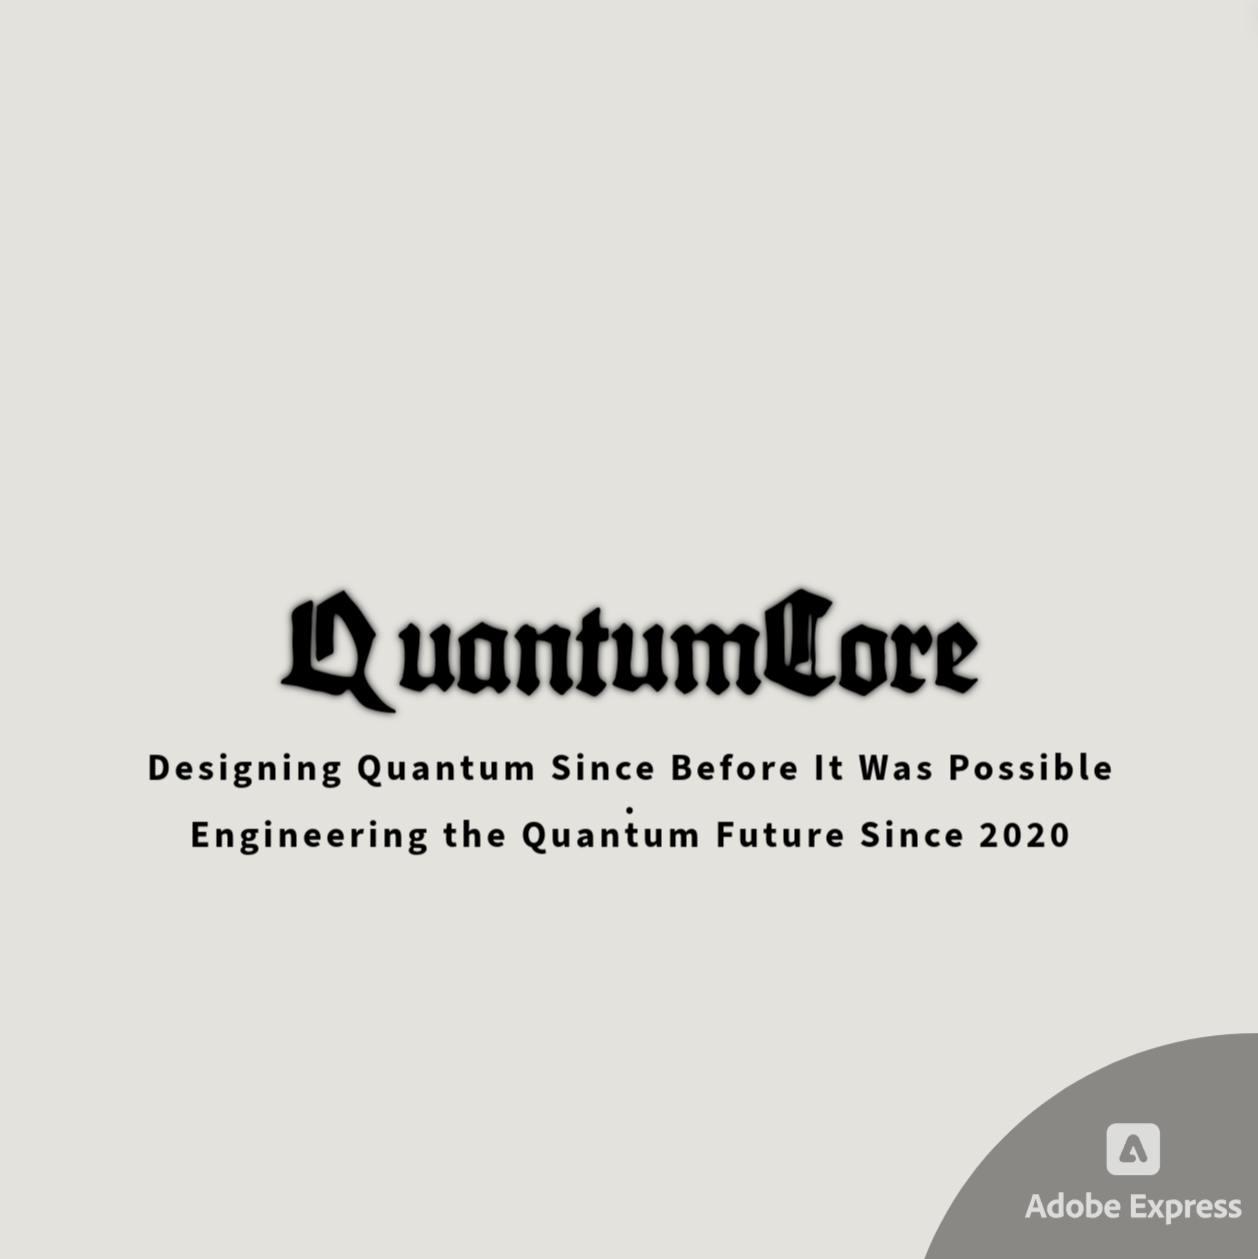 QuantumCore
Designing Quantum Since Before It Was Possible
.
Engineering the Quantum Future Since 2020
Adobe Express